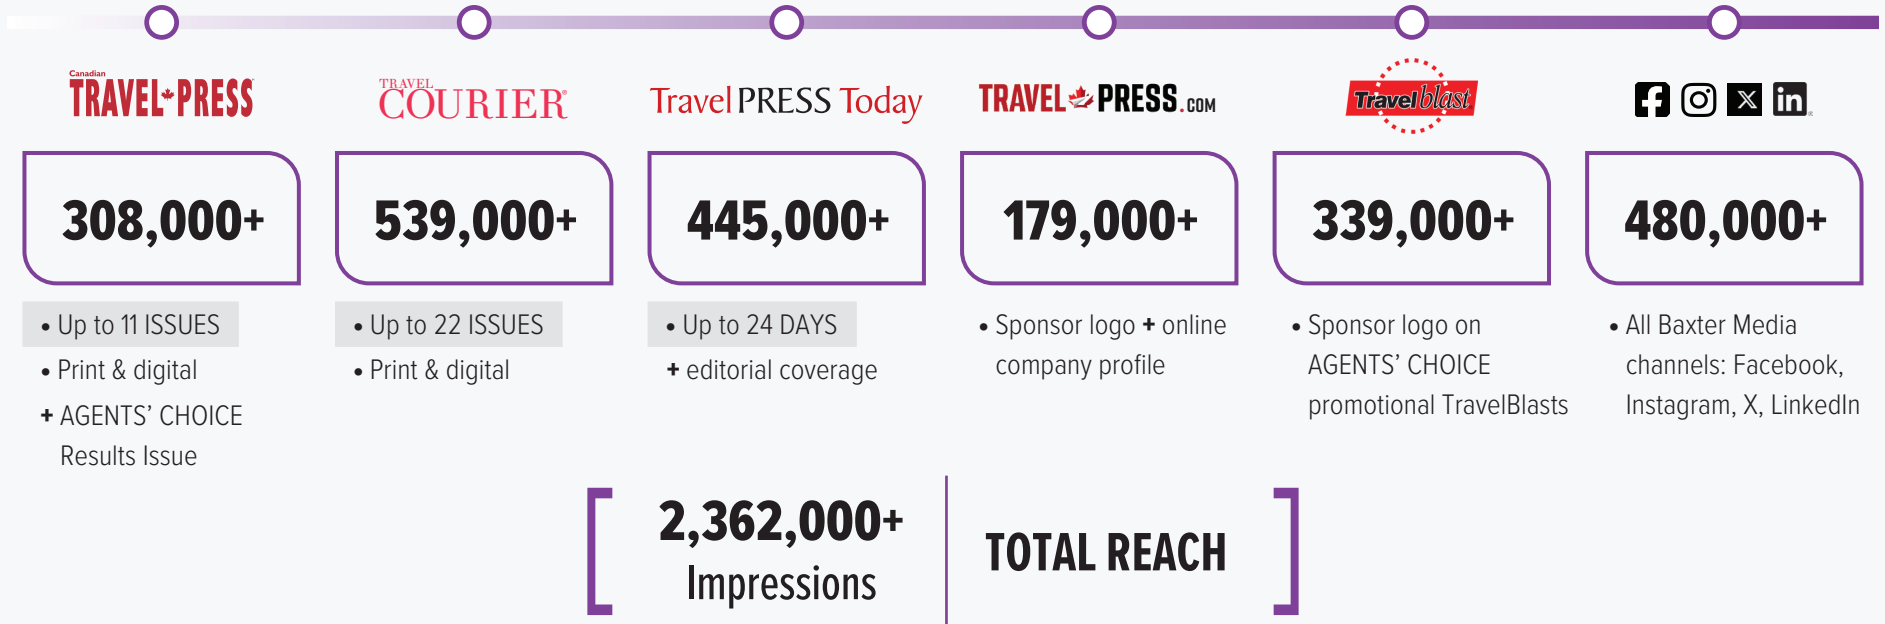 Canadian
TRAVEL PRESS
TRAVEL
COURIER®
Travel PRESS Today
TRAVEL PRESS.COM
Travelblast
308,000+
539,000+
445,000+
179,000+
339,000+
480,000+
• Up to 11 ISSUES
• Print & digital
+ AGENTS’ CHOICE
Results Issue
• Up to 22 ISSUES
• Print & digital
• Up to 24 DAYS
+ editorial coverage
• Sponsor logo + online
company profile
• Sponsor logo on
AGENTS’ CHOICE
promotional TravelBlasts
• All Baxter Media
channels: Facebook,
Instagram, X, LinkedIn
2,362,000+
Impressions
TOTAL REACH